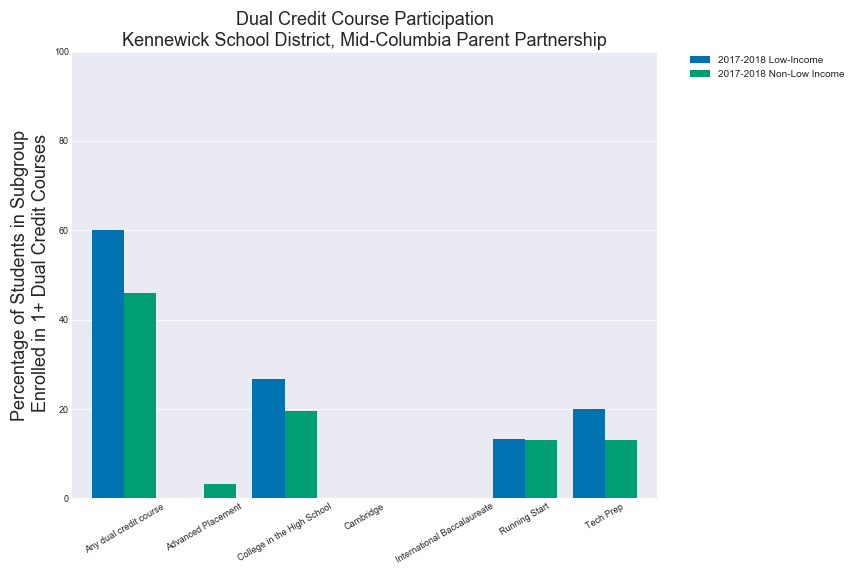 Dual Credit Course Participation
Kennewick School District, Mid-Columbia Parent Partnership
2017-2018 Low-Income
2017-2018 Non-Low Income
Percentage of Students in Subgroup
Enrolled in 1+ Dual Credit Courses
100
80
60
40
20
0
Any dual credit course
Advanced Placement
College in the High School
Cambridge
International Baccalaureate
Running Start
Tech Prep